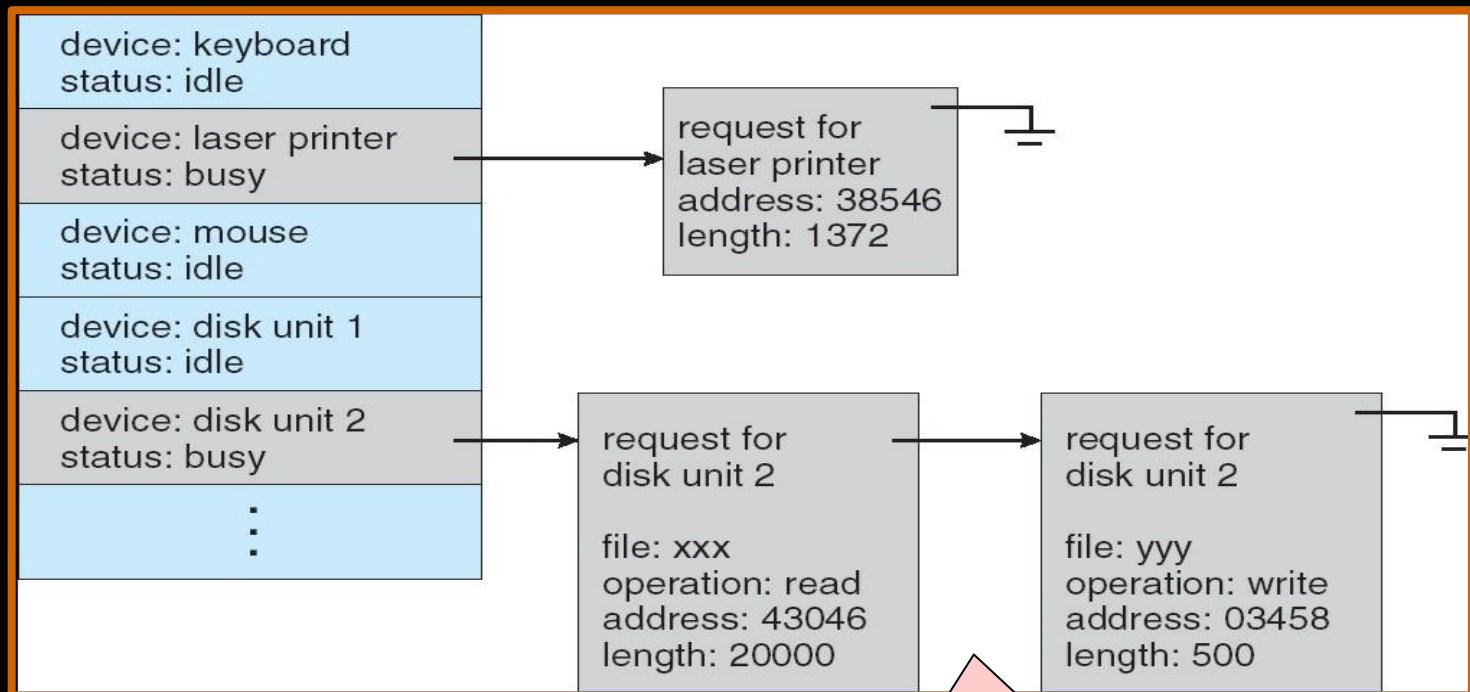 device: keyboard
status: idle
device: laser printer
status: busy
device: mouse
status: idle
device: disk unit 1
status: idle
device: disk unit 2
status: busy
request for
laser printer
address: 38546
length: 1372
request for
disk unit 2
file: xxx
operation: read
address: 43046
length: 20000
request for
disk unit 2
file: yyy
operation: write
address: 03458
length: 500